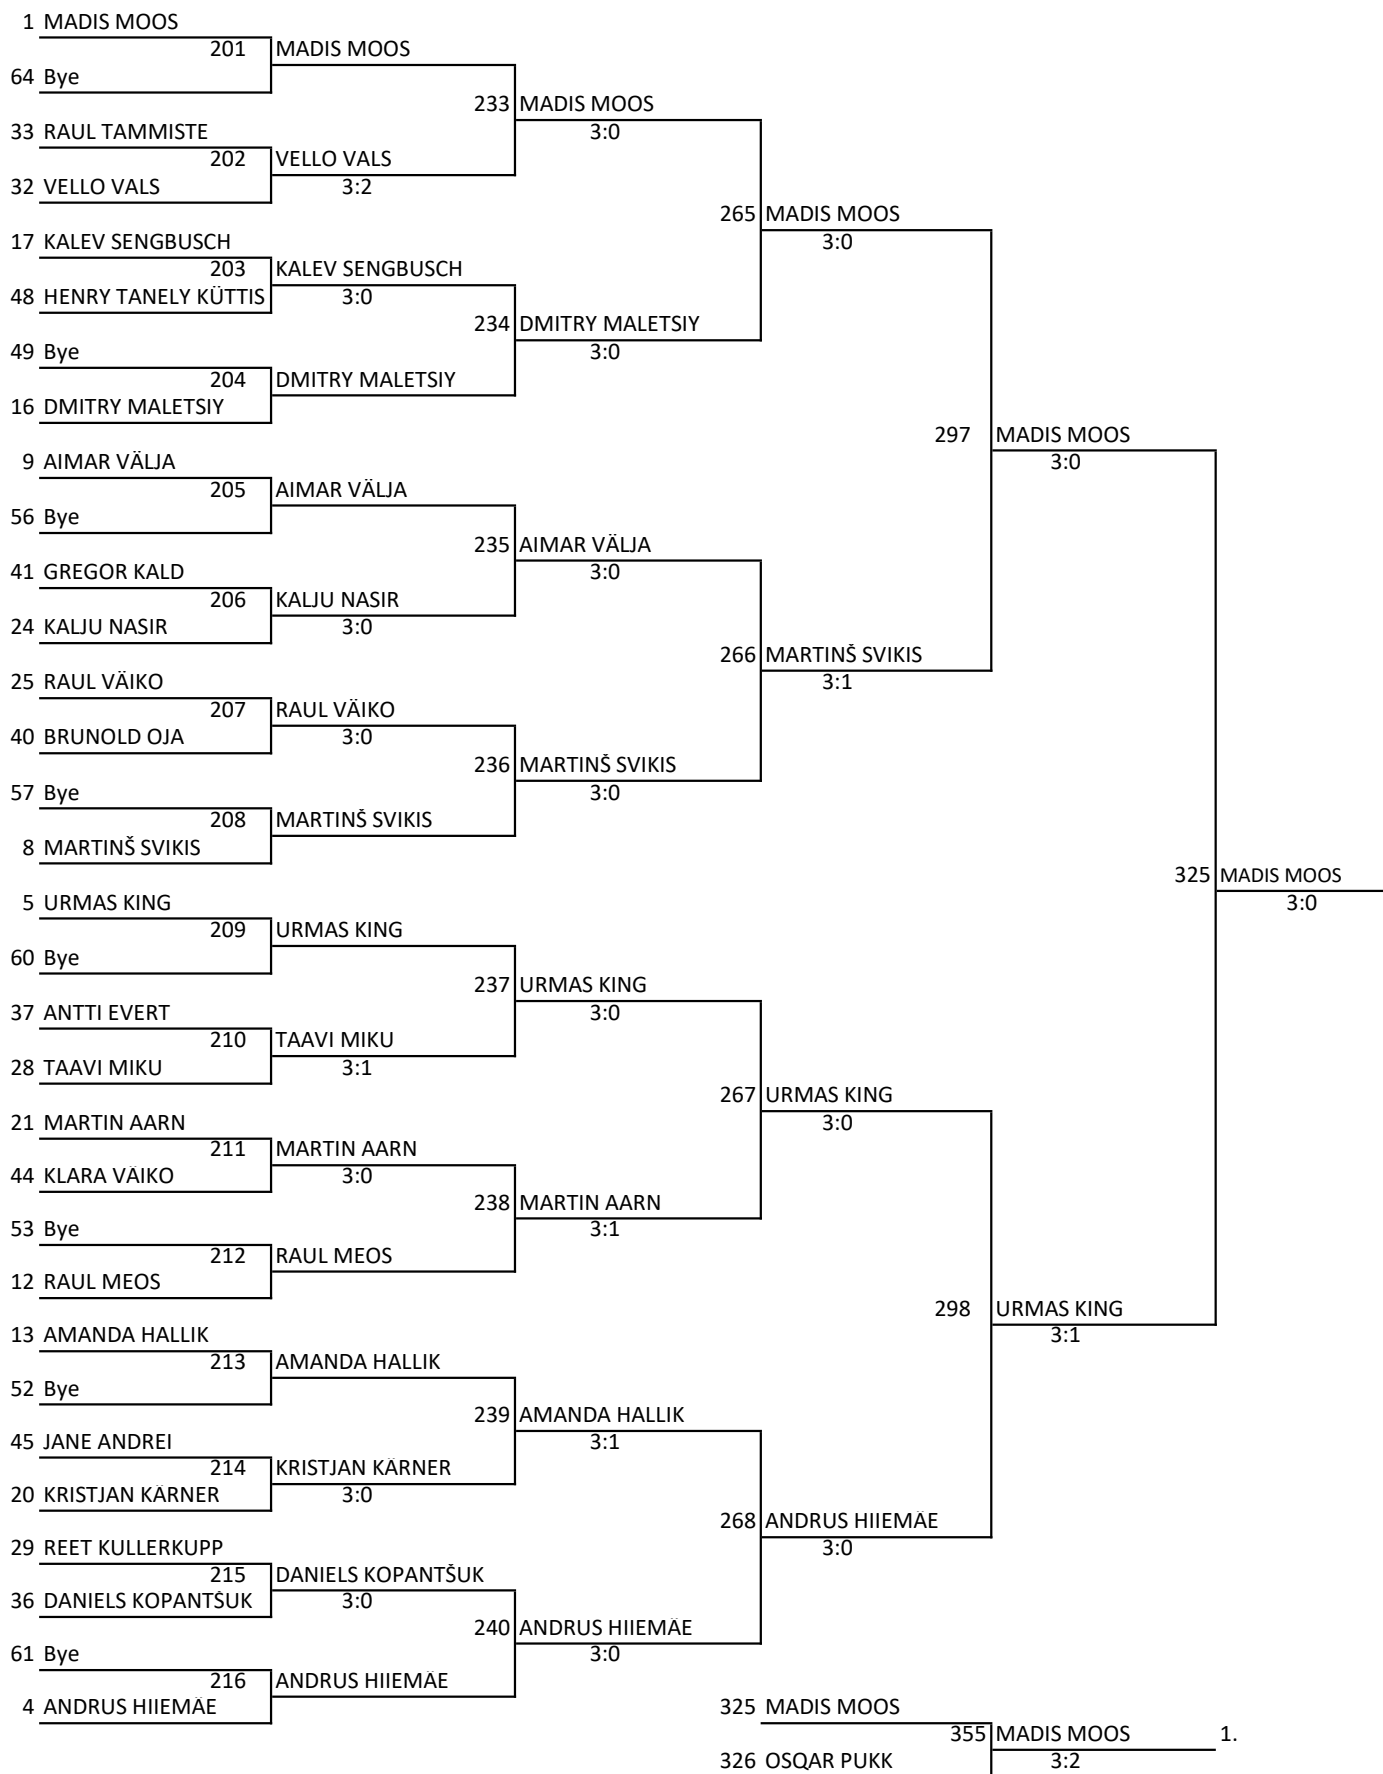 1 MADIS MOOS
201 MADIS MOOS
64 Bye
233 MADIS MOOS
3:0
33 RAUL TAMMISTE
202 VELLO VALS
32 VELLO VALS
3:2
265 MADIS MOOS
3:0
17 KALEV SENGBUSCH
203 KALEV SENGBUSCH
48 HENRY TANELY KÜTTIS
3:0
234 DMITRY MALETSIY
3:0
49 Bye
204 DMITRY MALETSIY
16 DMITRY MALETSIY
297 MADIS MOOS
3:0
9 AIMAR VÄLJA
205 AIMAR VÄLJA
56 Bye
235 AIMAR VÄLJA
3:0
41 GREGOR KALD
206 KALJU NASIR
24 KALJU NASIR
3:0
266 MARTINŠ SVIKIS
3:1
25 RAUL VÄIKO
207 RAUL VÄIKO
40 BRUNOLD OJA
3:0
236 MARTINŠ SVIKIS
3:0
57 Bye
208 MARTINŠ SVIKIS
8 MARTINŠ SVIKIS
325 MADIS MOOS
3:0
5 URMAS KING
209 URMAS KING
60 Bye
237 URMAS KING
3:0
37 ANTTI EVERT
210 TAAVI MIKU
28 TAAVI MIKU
3:1
267 URMAS KING
3:0
21 MARTIN AARN
211 MARTIN AARN
44 KLARA VÄIKO
3:0
238 MARTIN AARN
3:1
53 Bye
212 RAUL MEOS
12 RAUL MEOS
298 URMAS KING
3:1
13 AMANDA HALLIK
213 AMANDA HALLIK
52 Bye
239 AMANDA HALLIK
3:1
45 JANE ANDREI
214 KRISTJAN KÄRNER
20 KRISTJAN KÄRNER
3:0
268 ANDRUS HIIEMÄE
3:0
29 REET KULLERKUPP
215 DANIELS KOPANTŠUK
36 DANIELS KOPANTŠUK
3:0
240 ANDRUS HIIEMÄE
3:0
61 Bye
216 ANDRUS HIIEMÄE
4 ANDRUS HIIEMÄE
325 MADIS MOOS
355 MADIS MOOS 1.
326 OSQAR PUKK
3:2